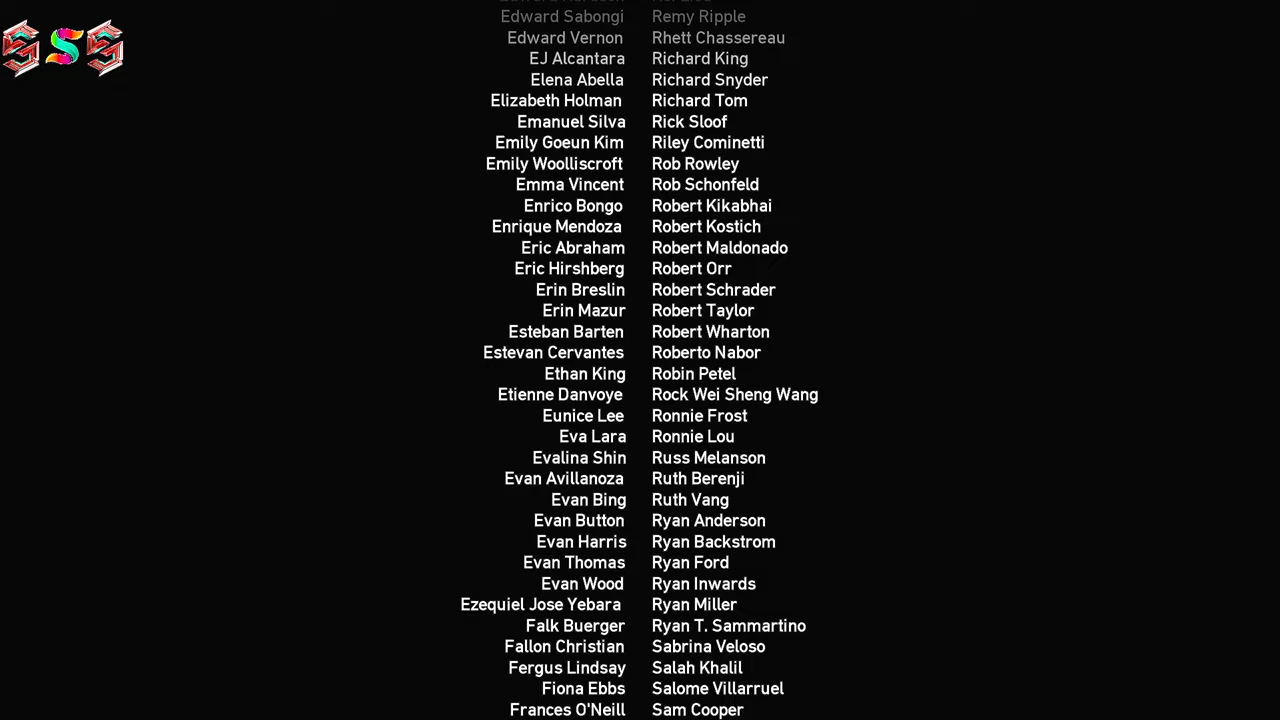 SSS
Edward Sabongi Remy Ripple
Edward Vernon Rhett Chassereau
EJ Alcantara Richard King
Elena Abella Richard Snyder
Elizabeth Holman Richard Tom
Emanuel Silva Rick Sloof
Emily Goeun Kim Riley Cominetti
Emily Woolliscroft Rob Rowley
Emma Vincent Rob Schonfeld
Enrico Bongo Robert Kikabhai
Enrique Mendoza Robert Kostich
Eric Abraham Robert Maldonado
Eric Hirshberg Robert Orr
Erin Breslin Robert Schrader
Erin Mazur Robert Taylor
Esteban Barten Robert Wharton
Estevan Cervantes Roberto Nabor
Ethan King Robin Petel
Etienne Danvoye Rock Wei Sheng Wang
Eunice Lee Ronnie Frost
Eva Lara Ronnie Lou
Evalina Shin Russ Melanson
Evan Avillanoza Ruth Berenji
Evan Bing Ruth Vang
Evan Button Ryan Anderson
Evan Harris Ryan Backstrom
Evan Thomas Ryan Ford
Evan Wood Ryan Inwards
Ezequiel Jose Yebara Ryan Miller
Falk Buerger Ryan T. Sammartino
Fallon Christian Sabrina Veloso
Fergus Lindsay Salah Khalil
Fiona Ebbs Salome Villarruel
Frances O'Neill Sam Cooper